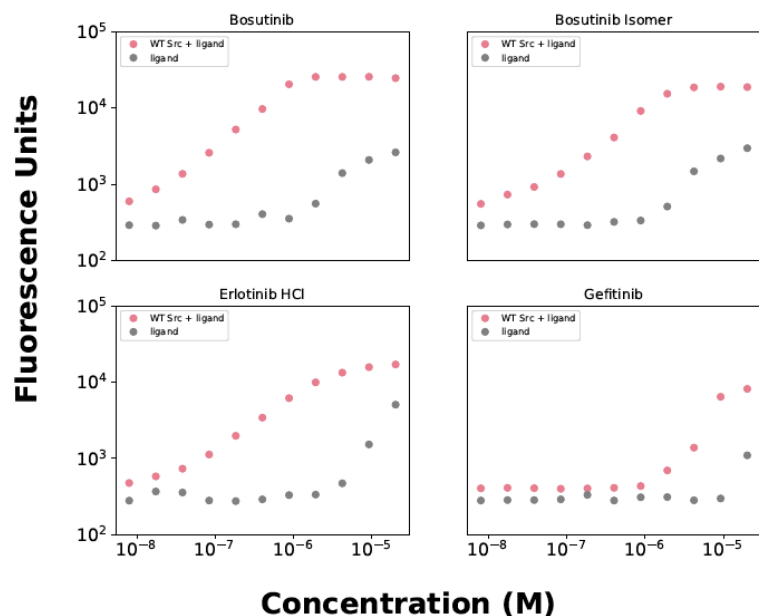 Bosutinib
Bosutinib Isomer
10^5
WT Src + ligand
ligand
WT Src + ligand
ligand
10^4
10^3
10^2
Erlotinib HCl
Gefitinib
10^5
WT Src + ligand
ligand
WT Src + ligand
ligand
10^4
10^3
10^2
10^−8 10^−7 10^−6 10^−5
10^−8 10^−7 10^−6 10^−5
Fluorescence Units
Concentration (M)